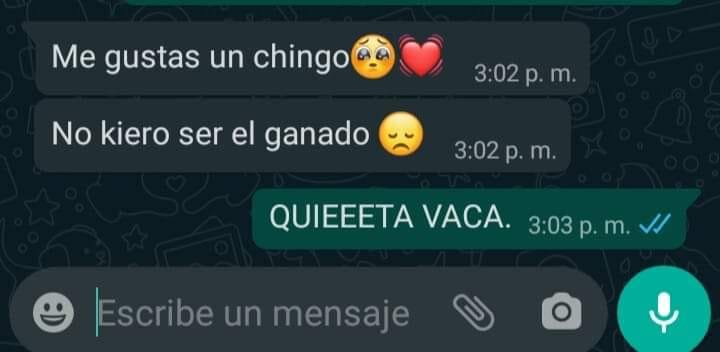 Me gustas un chingo🥺💓
3:02 p. m.
No kiero ser el ganado 😞
3:02 p. m.
QUIEEETA VACA.
3:03 p. m.
Escribe un mensaje